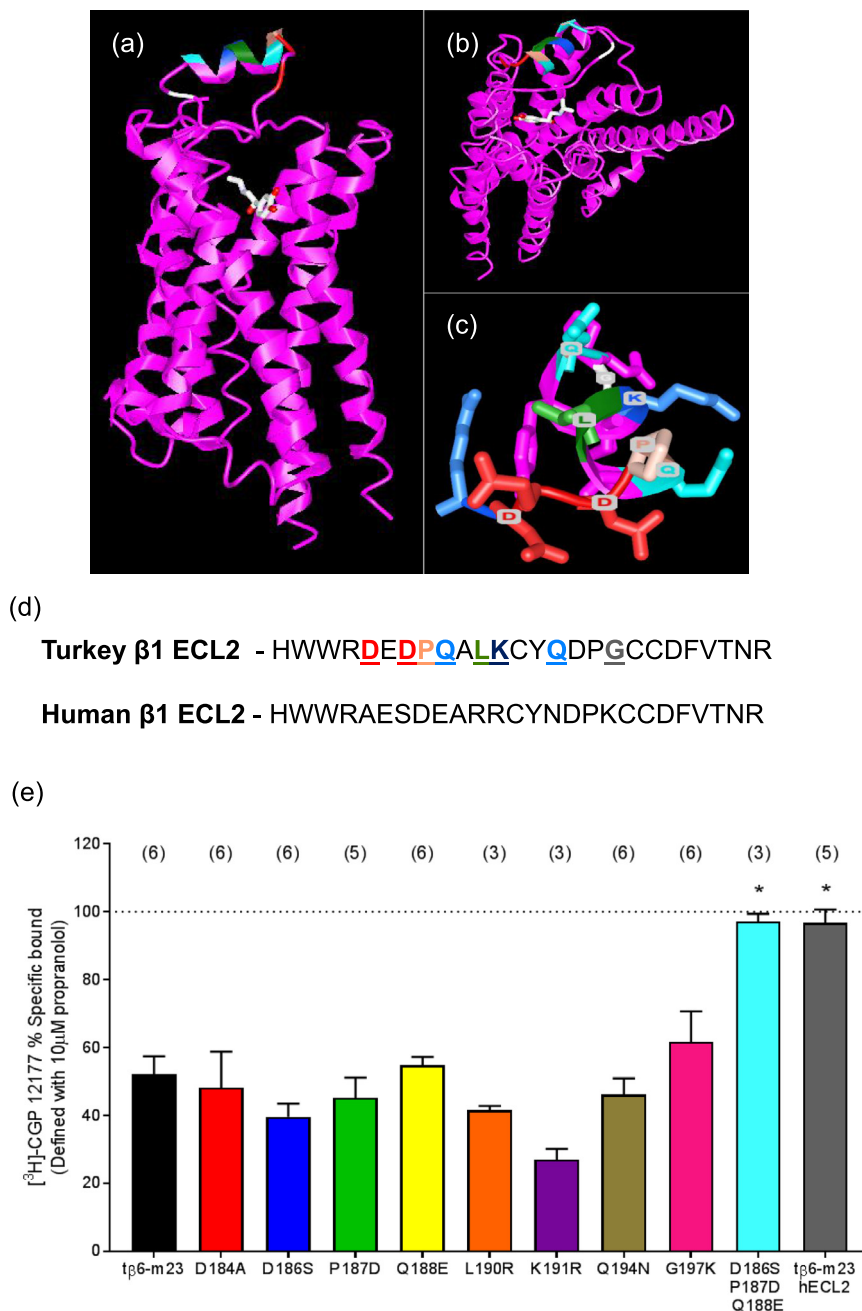 (a)
(b)
(c)
Q
K
L
P
Q
D
D
(d)
Turkey β1 ECL2 - HWWRDEDPQALKCYQDPGCCDFVTNR
Human β1 ECL2 - HWWRAESDEARRCYNDPKCCDFVTNR
(e)
[³H]-CGP 12177 % Specific bound
(Defined with 10μM propranolol)
120
100
80
60
40
20
0
(6) (6) (6) (5) (6) (3) (3) (6) (6) (3) (5)
* *
tβ6-m23 D184A D186S P187D Q188E L190R K191R Q194N G197K D186S tβ6-m23
P187D hECL2
Q188E